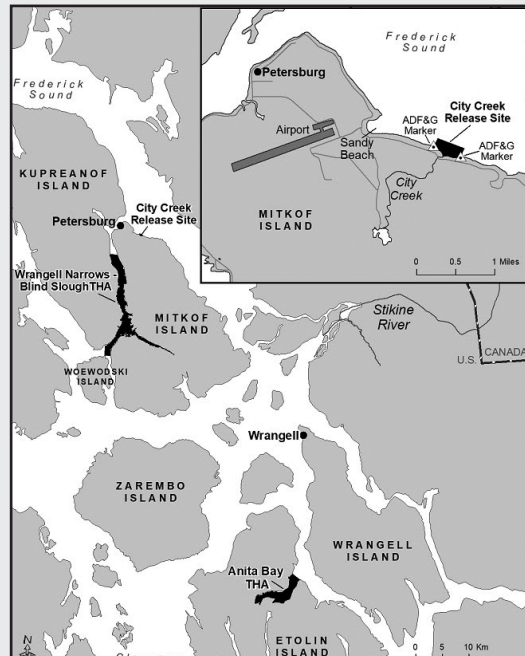 Frederick
Sound
KUPREANOF
ISLAND
Petersburg
City Creek
Release Site
Wrangell Narrows -
Blind SloughTHA
MITKOF
ISLAND
WOEWODSKI
ISLAND
Frederick
Sound
Petersburg
Airport
Sandy
Beach
ADF&G
Marker
City Creek
Release Site
ADF&G
Marker
City
Creek
MITKOF
ISLAND
0 0.5 1 Miles
Stikine
River
U.S. CANADA
Wrangell
ZAREMBO
ISLAND
WRANGELL
ISLAND
Anita Bay
THA
ETOLIN
ISLAND
N
0 5 10 Km